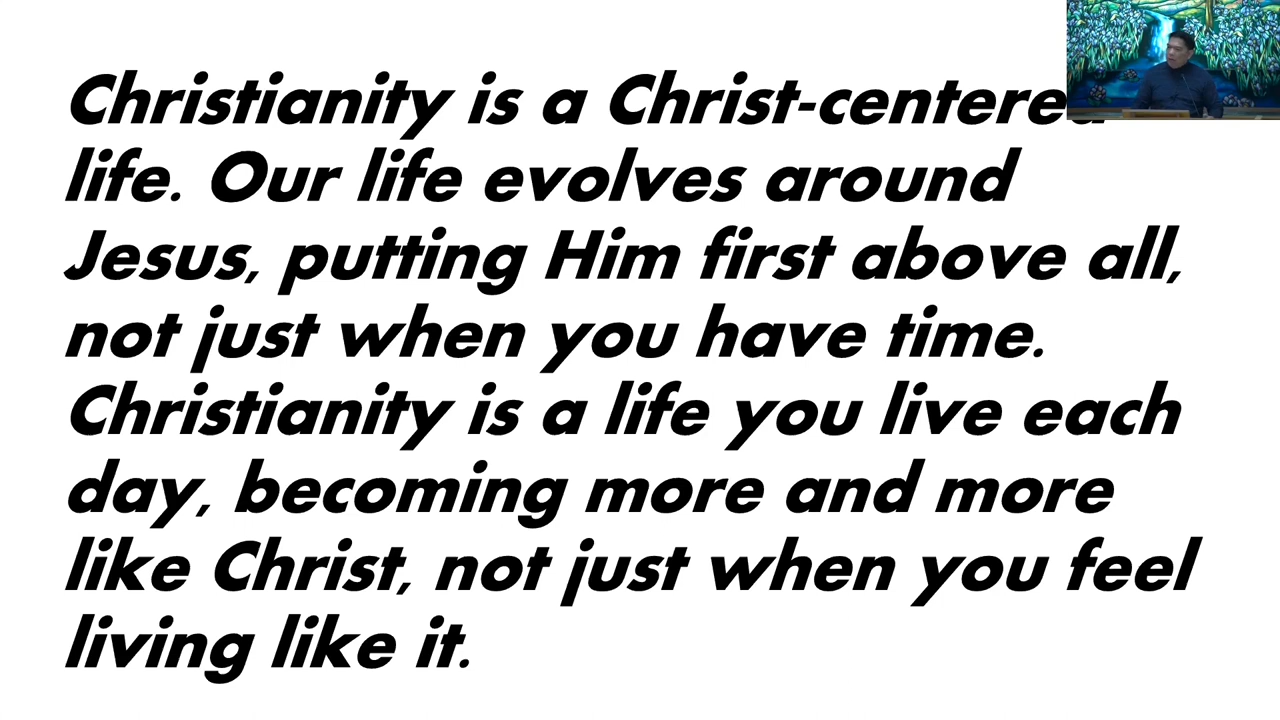 Christianity is a Christ-centered
life. Our life evolves around
Jesus, putting Him first above all,
not just when you have time.
Christianity is a life you live each
day, becoming more and more
like Christ, not just when you feel
living like it.